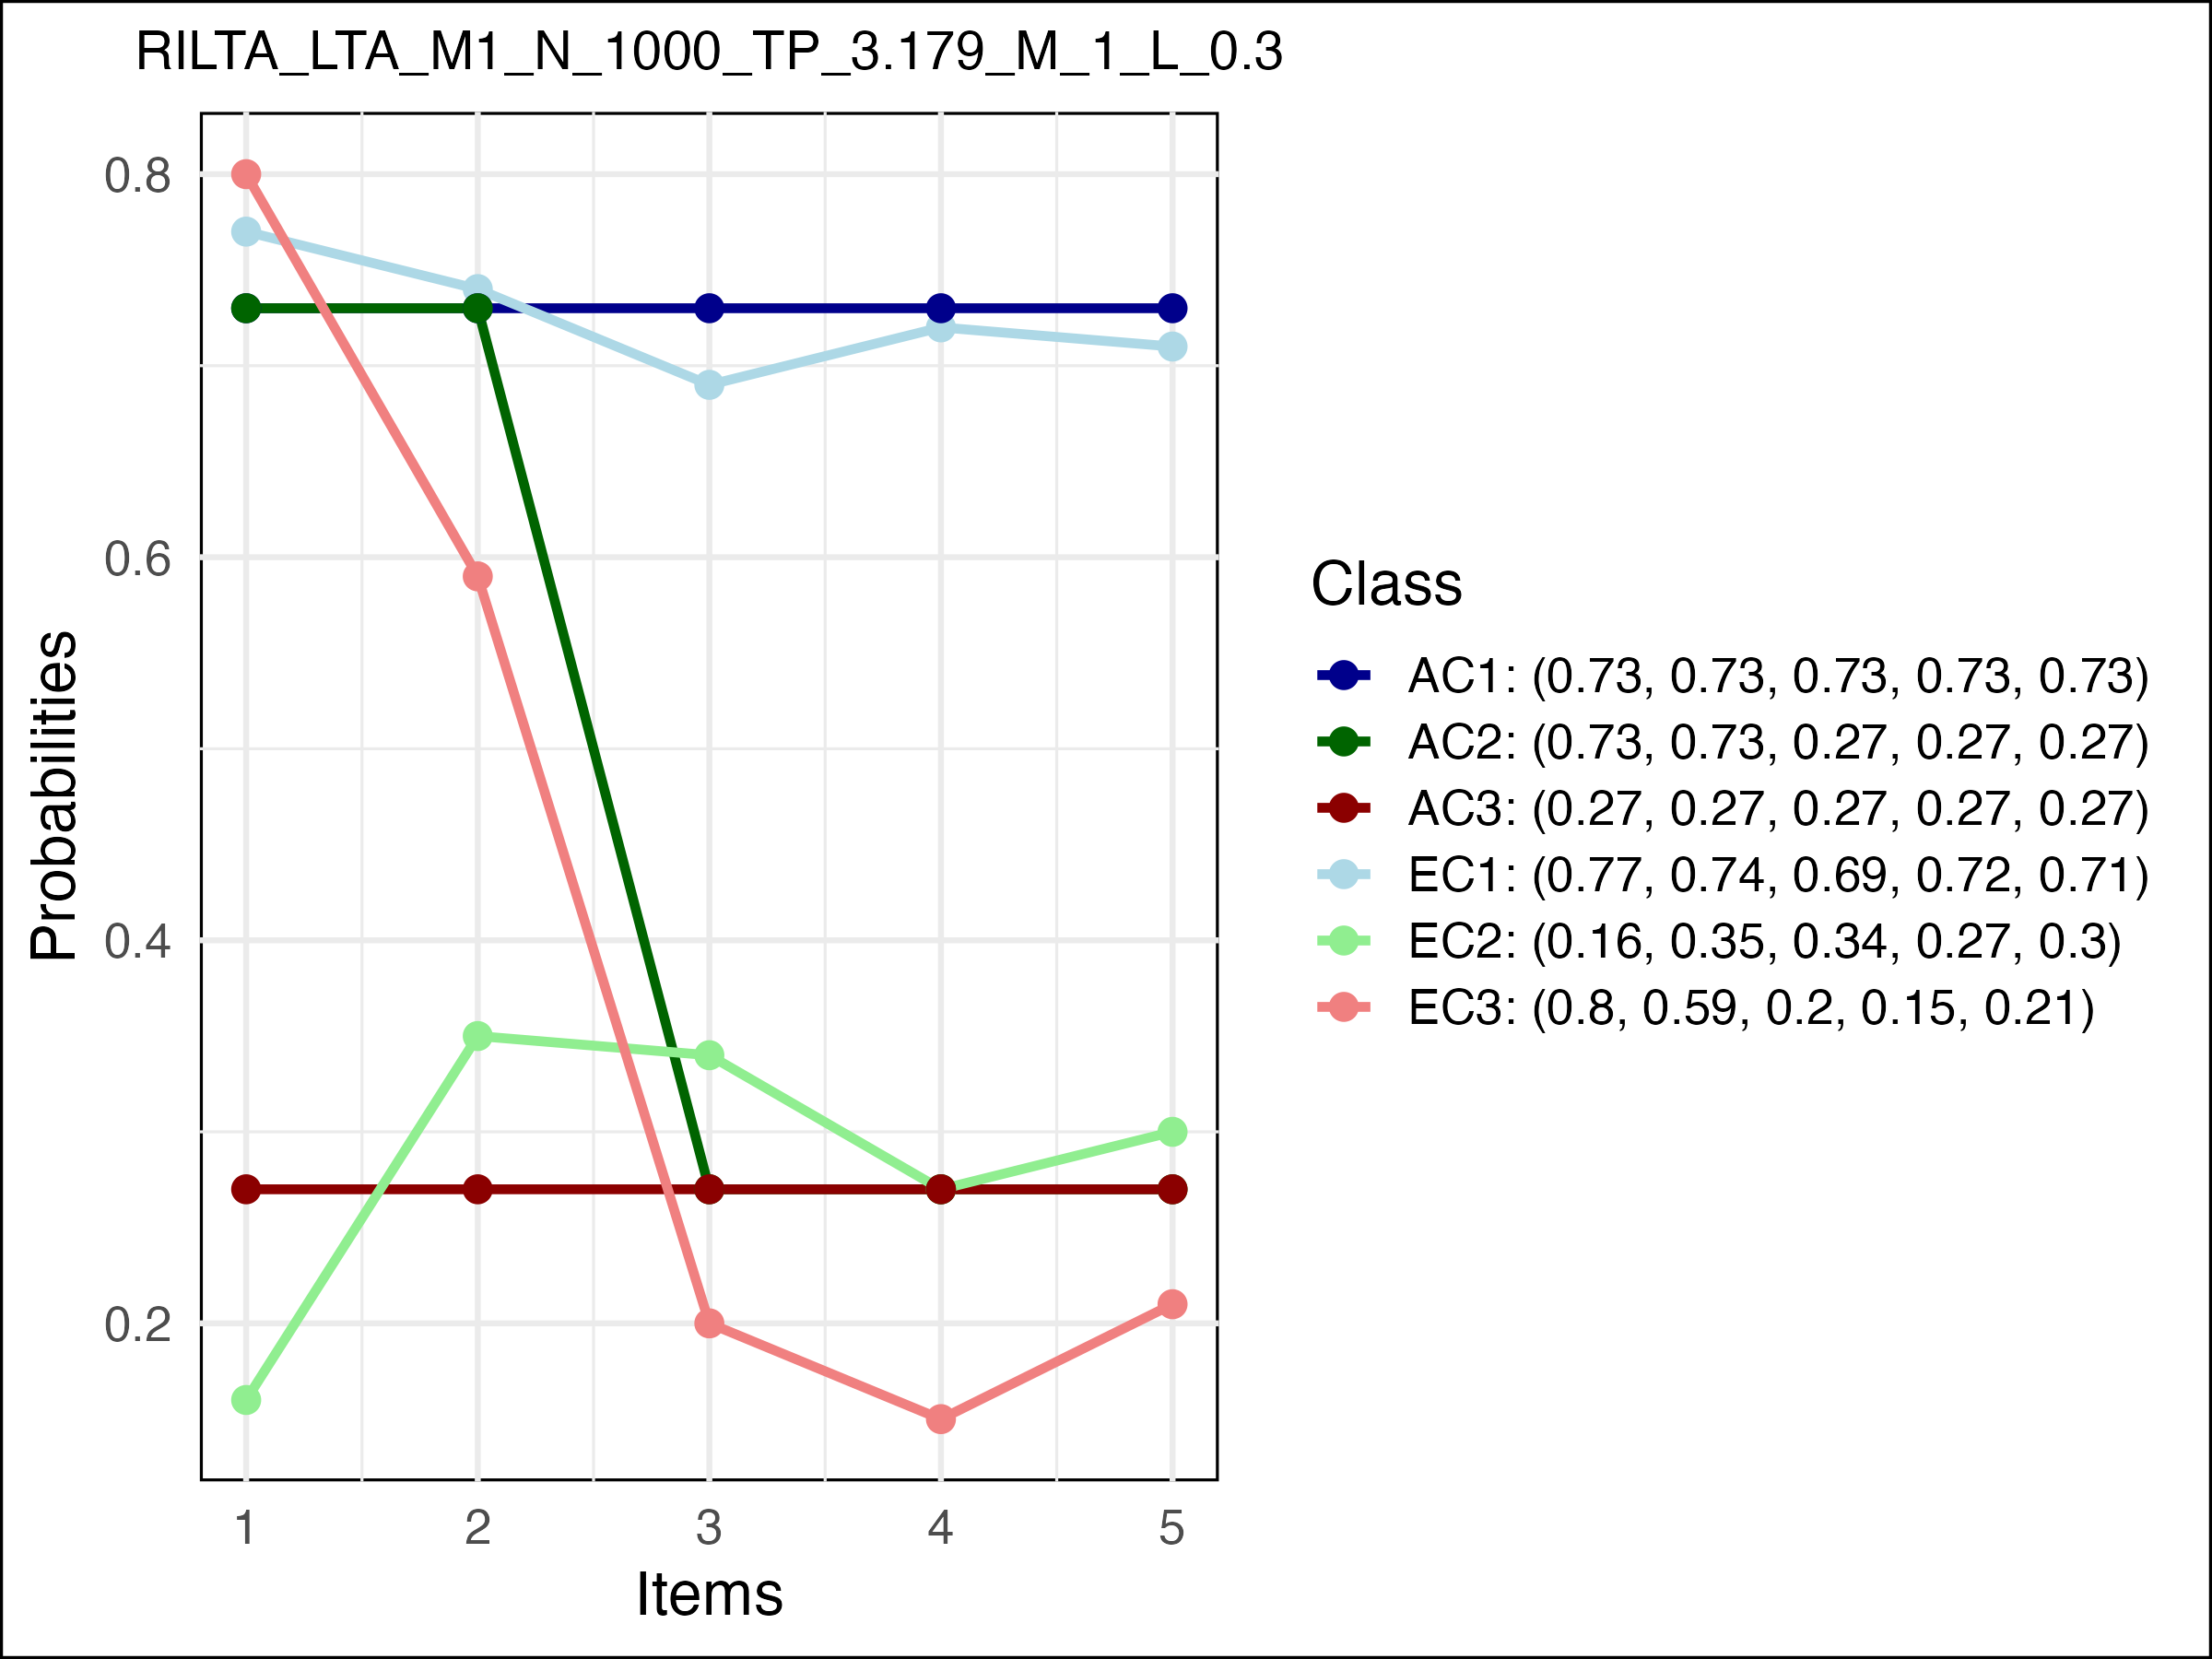 RILTA_LTA_M1_N_1000_TP_3.179_M_1_L_0.3
0.8
0.6
0.4
0.2
Probabilities
1 2 3 4 5
Items
Class
AC1: (0.73, 0.73, 0.73, 0.73, 0.73)
AC2: (0.73, 0.73, 0.27, 0.27, 0.27)
AC3: (0.27, 0.27, 0.27, 0.27, 0.27)
EC1: (0.77, 0.74, 0.69, 0.72, 0.71)
EC2: (0.16, 0.35, 0.34, 0.27, 0.3)
EC3: (0.8, 0.59, 0.2, 0.15, 0.21)